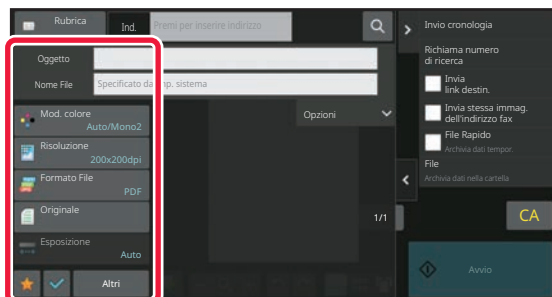 Rubrica
Ind.
Premi per inserire indirizzo
Oggetto
Nome File
Specificato da imp. sistema
Mod. colore
Auto/Mono2
Risoluzione
200x200dpi
Formato File
PDF
Originale
Esposizione
Auto
Altri
Opzioni
1/1
Invio cronologia
Richiama numero
di ricerca
Invia
link destin.
Invia stessa immag.
dell'indirizzo fax
File Rapido
Archivia dati tempor.
File
Archivia dati nella cartella
CA
Avvio